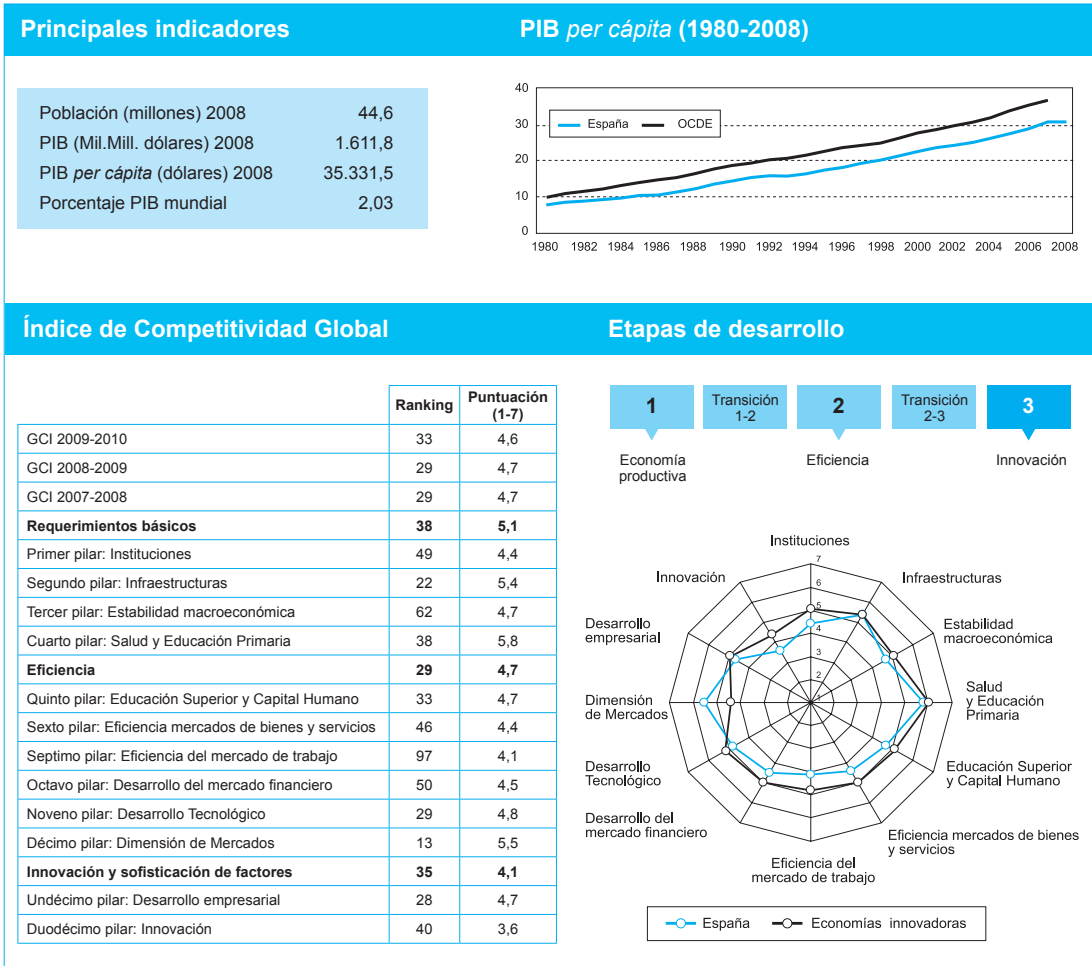 Principales indicadores
Población (millones) 2008 44,6
PIB (Mil.Mill. dólares) 2008 1.611,8
PIB per cápita (dólares) 2008 35.331,5
Porcentaje PIB mundial 2,03
PIB per cápita (1980-2008)
40
30
20
10
0
España OCDE
1980 1982 1984 1986 1988 1990 1992 1994 1996 1998 2000 2002 2004 2006 2008
Índice de Competitividad Global
Ranking Puntuación
(1-7)
GCI 2009-2010 33 4,6
GCI 2008-2009 29 4,7
GCI 2007-2008 29 4,7
Requerimientos básicos 38 5,1
Primer pilar: Instituciones 49 4,4
Segundo pilar: Infraestructuras 22 5,4
Tercer pilar: Estabilidad macroeconómica 62 4,7
Cuarto pilar: Salud y Educación Primaria 38 5,8
Eficiencia 29 4,7
Quinto pilar: Educación Superior y Capital Humano 33 4,7
Sexto pilar: Eficiencia mercados de bienes y servicios 46 4,4
Septimo pilar: Eficiencia del mercado de trabajo 97 4,1
Octavo pilar: Desarrollo del mercado financiero 50 4,5
Noveno pilar: Desarrollo Tecnológico 29 4,8
Décimo pilar: Dimensión de Mercados 13 5,5
Innovación y sofisticación de factores 35 4,1
Undécimo pilar: Desarrollo empresarial 28 4,7
Duodécimo pilar: Innovación 40 3,6
Etapas de desarrollo
1
Transición
1-2
2
Transición
2-3
3
Economía
productiva
Eficiencia
Innovación
Instituciones
Infraestructuras
Estabilidad
macroeconómica
Salud
y Educación
Primaria
Educación Superior
y Capital Humano
Eficiencia mercados de bienes
y servicios
Eficiencia del
mercado de trabajo
Desarrollo del
mercado financiero
Desarrollo
Tecnológico
Dimensión
de Mercados
Desarrollo
empresarial
Innovación
7
6
5
4
3
2
1
España Economías innovadoras